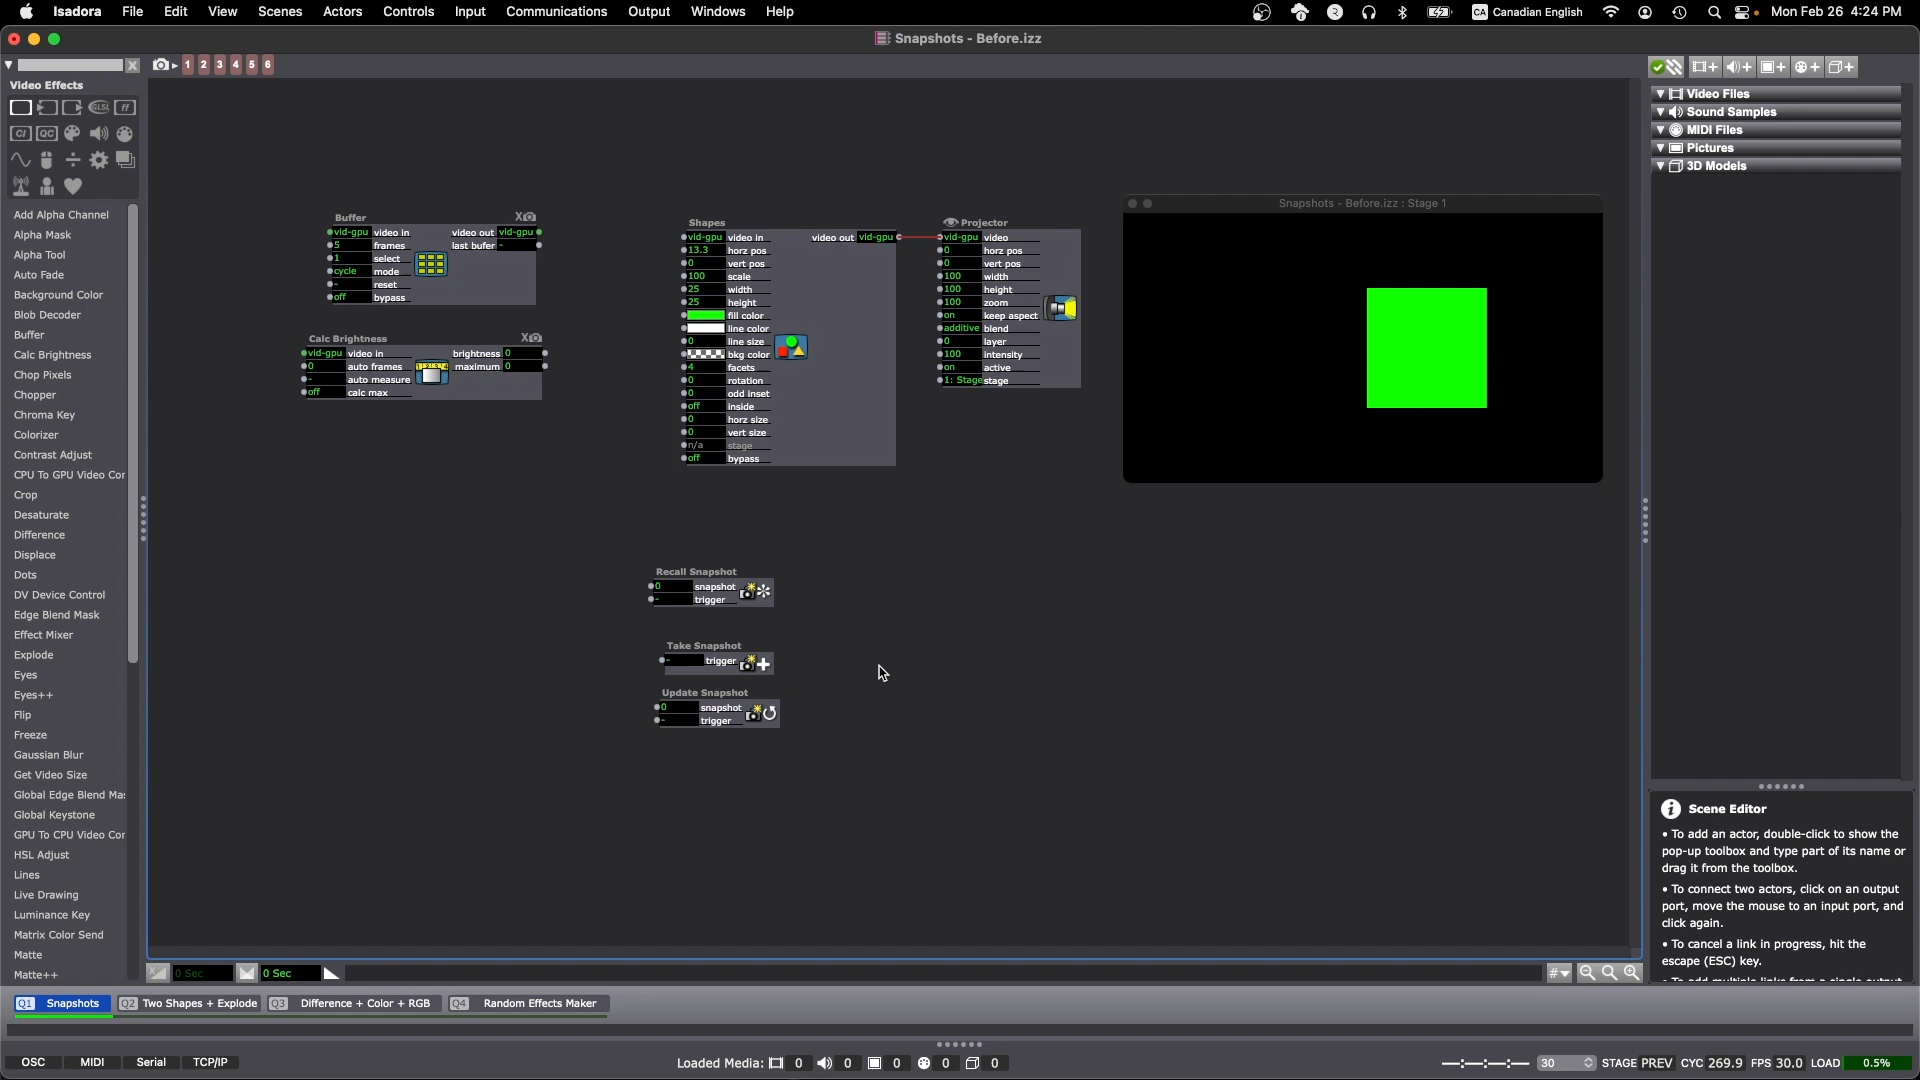 Isadora File Edit View Scenes Actors Controls Input Communications Output Windows Help CA Canadian English Mon Feb 26 4:24 PM
Snapshots - Before.izz
1 2 3 4 5 6
Video Effects
GLSL ff
CI QC
Add Alpha Channel
Alpha Mask
Alpha Tool
Auto Fade
Background Color
Blob Decoder
Buffer
Calc Brightness
Chop Pixels
Chopper
Chroma Key
Colorizer
Contrast Adjust
CPU To GPU Video Cor
Crop
Desaturate
Difference
Displace
Dots
DV Device Control
Edge Blend Mask
Effect Mixer
Explode
Eyes
Eyes++
Flip
Freeze
Gaussian Blur
Get Video Size
Global Edge Blend Ma
Global Keystone
GPU To CPU Video Cor
HSL Adjust
Lines
Live Drawing
Luminance Key
Matrix Color Send
Matte
Matte++
Buffer
vid-gpu video in video out vid-gpu
5 frames last bufer -
1 select
cycle mode
- reset
off bypass
Calc Brightness
vid-gpu video in brightness 0
0 auto frames maximum 0
- auto measure
off calc max
Shapes
vid-gpu video in video out vid-gpu
13.3 horz pos
0 vert pos
100 scale
25 width
25 height
fill color
line color
0 line size
bkg color
4 facets
0 rotation
0 odd inset
off inside
0 horz size
0 vert size
n/a stage
off bypass
Projector
vid-gpu video
0 horz pos
0 vert pos
100 width
100 height
100 zoom
on keep aspect
additive blend
0 layer
100 intensity
on active
1: Stage stage
Snapshots - Before.izz : Stage 1
Recall Snapshot
0 snapshot
- trigger
Take Snapshot
- trigger
Update Snapshot
0 snapshot
- trigger
Video Files
Sound Samples
MIDI Files
Pictures
3D Models
Scene Editor
• To add an actor, double-click to show the
pop-up toolbox and type part of its name or
drag it from the toolbox.
• To connect two actors, click on an output
port, move the mouse to an input port, and
click again.
• To cancel a link in progress, hit the
escape (ESC) key.
0 Sec 0 Sec #
Q1 Snapshots Q2 Two Shapes + Explode Q3 Difference + Color + RGB Q4 Random Effects Maker
OSC MIDI Serial TCP/IP Loaded Media: 0 0 0 0 0 30 STAGE PREV CYC 269.9 FPS 30.0 LOAD 0.5%